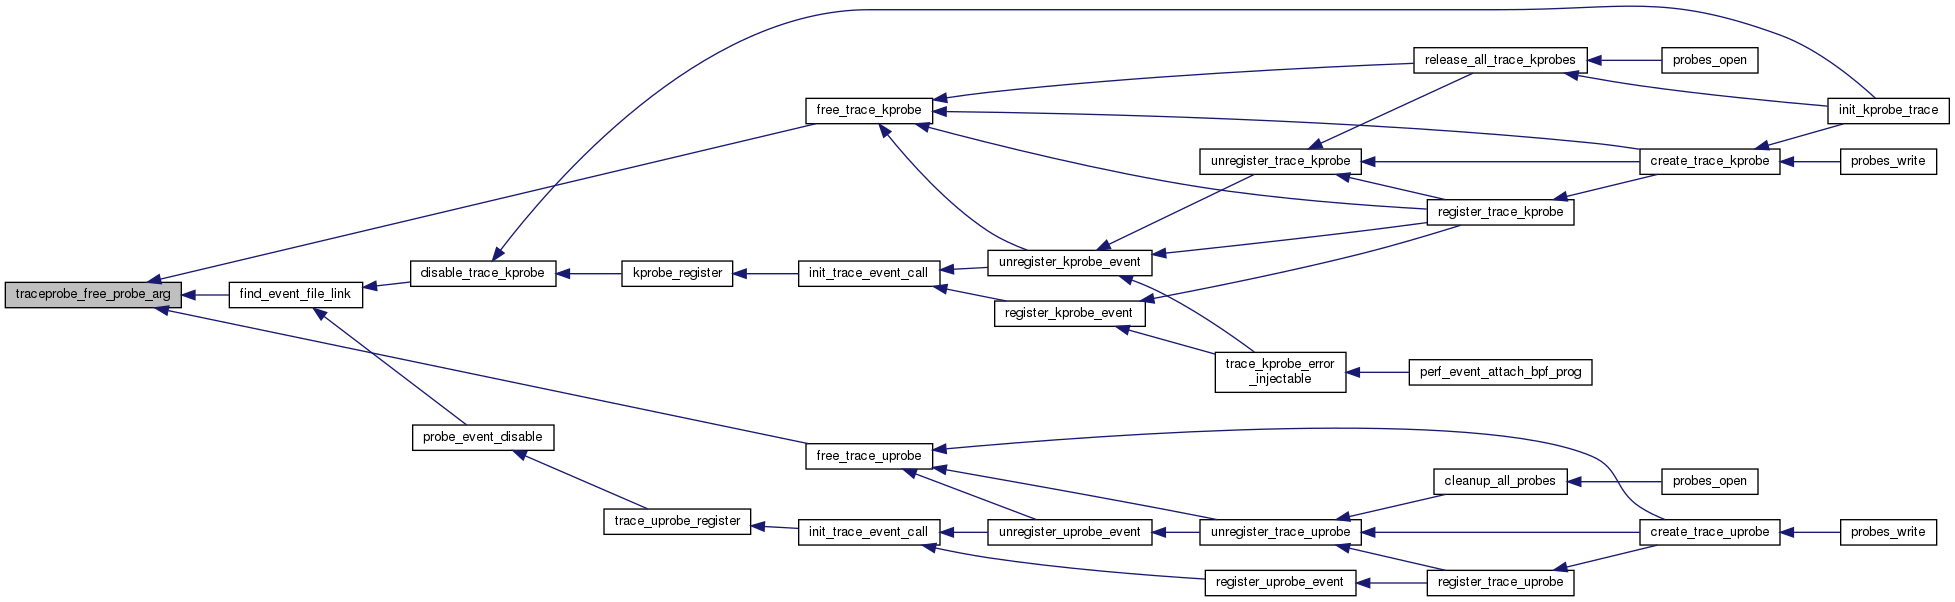 release_all_trace_kprobes
probes_open
free_trace_kprobe
init_kprobe_trace
unregister_trace_kprobe
create_trace_kprobe
probes_write
register_trace_kprobe
unregister_kprobe_event
disable_trace_kprobe
kprobe_register
init_trace_event_call
traceprobe_free_probe_arg
find_event_file_link
register_kprobe_event
trace_kprobe_error
_injectable
perf_event_attach_bpf_prog
probe_event_disable
free_trace_uprobe
cleanup_all_probes
probes_open
trace_uprobe_register
init_trace_event_call
unregister_uprobe_event
unregister_trace_uprobe
create_trace_uprobe
probes_write
register_uprobe_event
register_trace_uprobe